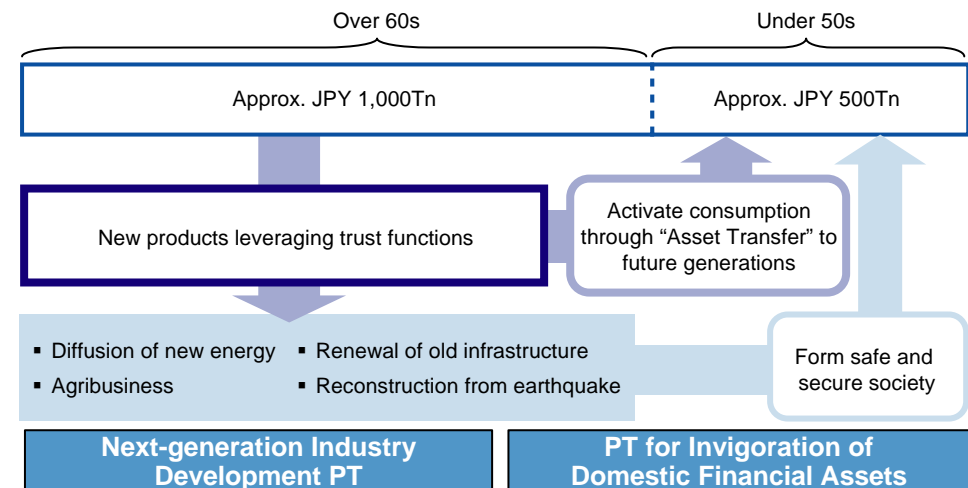 Over 60s
Under 50s
Approx. JPY 1,000Tn
Approx. JPY 500Tn
New products leveraging trust functions
Activate consumption
through “Asset Transfer” to
future generations
▪ Diffusion of new energy
▪ Renewal of old infrastructure
▪ Agribusiness
▪ Reconstruction from earthquake
Form safe and
secure society
Next-generation Industry
Development PT
PT for Invigoration of
Domestic Financial Assets